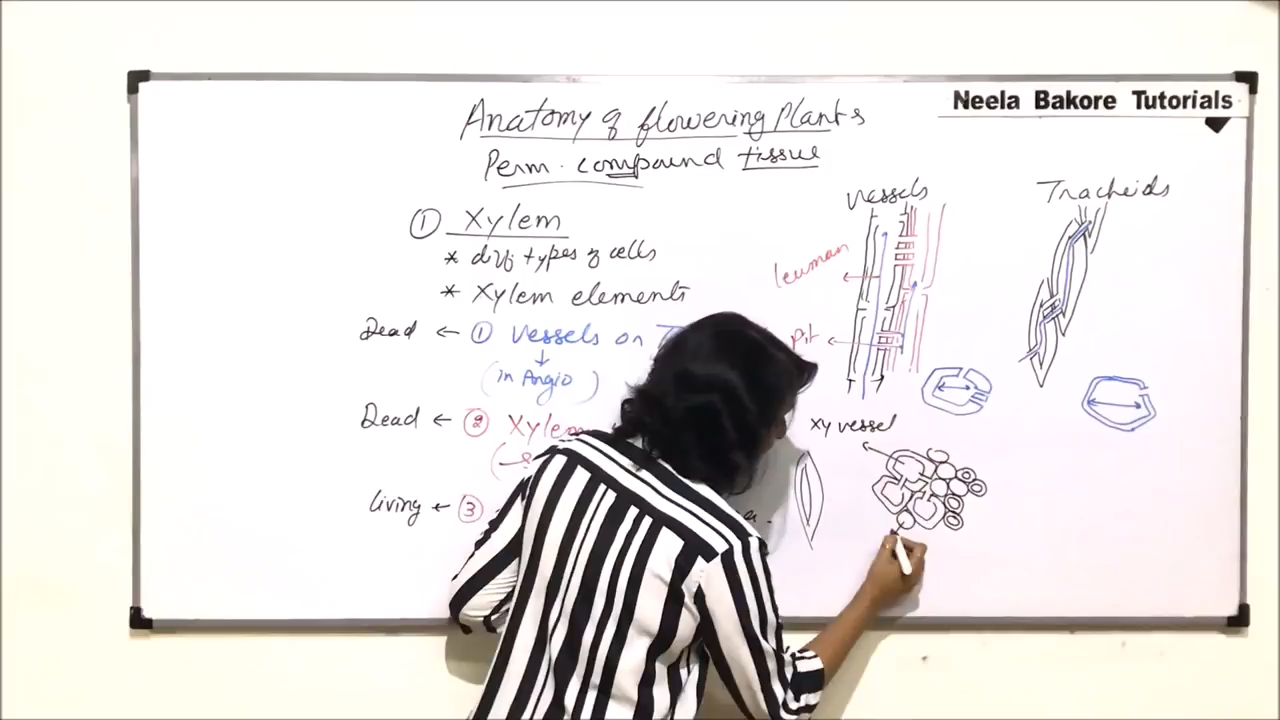 Neela Bakore Tutorials
Anatomy of flowering Plants
Perm. compound tissue
① Xylem
* diff types of cells
* Xylem elements
Dead ← ① Vessels or T
(in Angio)
Dead ← ② Xylem
Living ← ③
Vessels
leuman
Pit
Tracheids
xy vessel